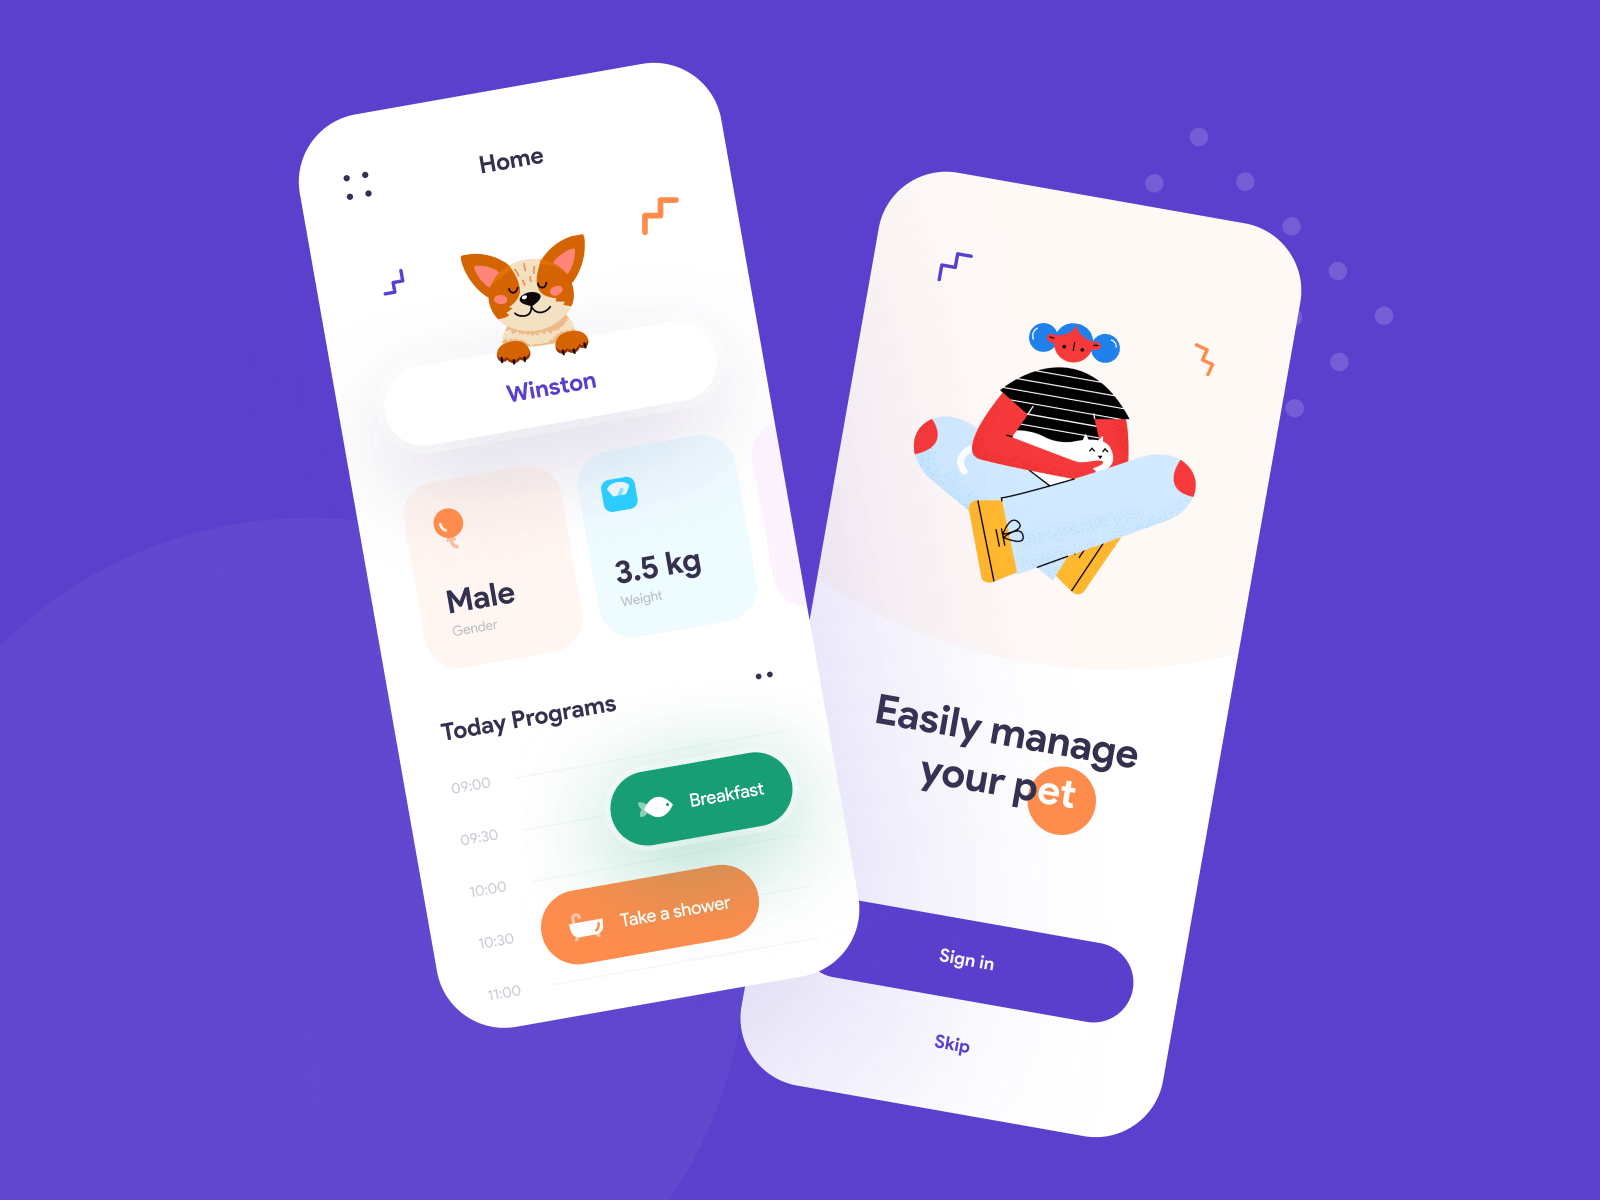 Home
Winston
Male
Gender
3.5 kg
Weight
Today Programs
09:00
Breakfast
09:30
10:00
Take a shower
10:30
11:00
Easily manage
your pet
Sign in
Skip